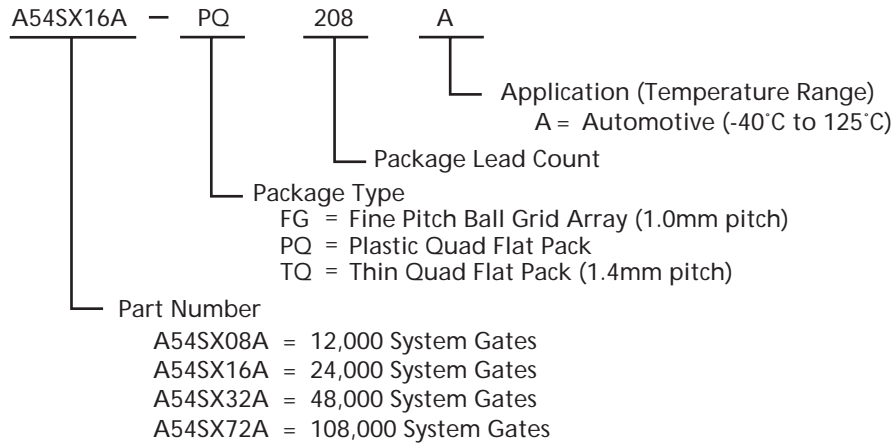 A54SX16A – PQ 208 A
Application (Temperature Range)
A = Automotive (-40˚C to 125˚C)
Package Lead Count
Package Type
FG = Fine Pitch Ball Grid Array (1.0mm pitch)
PQ = Plastic Quad Flat Pack
TQ = Thin Quad Flat Pack (1.4mm pitch)
Part Number
A54SX08A = 12,000 System Gates
A54SX16A = 24,000 System Gates
A54SX32A = 48,000 System Gates
A54SX72A = 108,000 System Gates